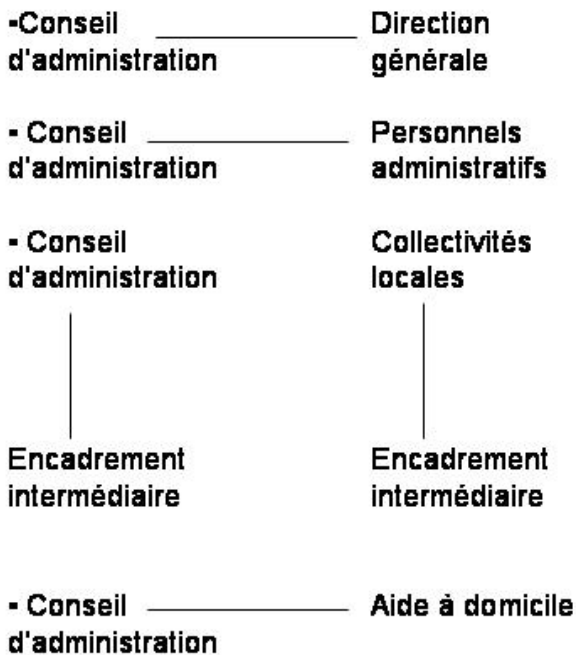 -Conseil Direction
d'administration générale
- Conseil Personnels
d'administration administratifs
- Conseil Collectivités
d'administration locales
Encadrement Encadrement
intermédiaire intermédiaire
- Conseil Aide à domicile
d'administration